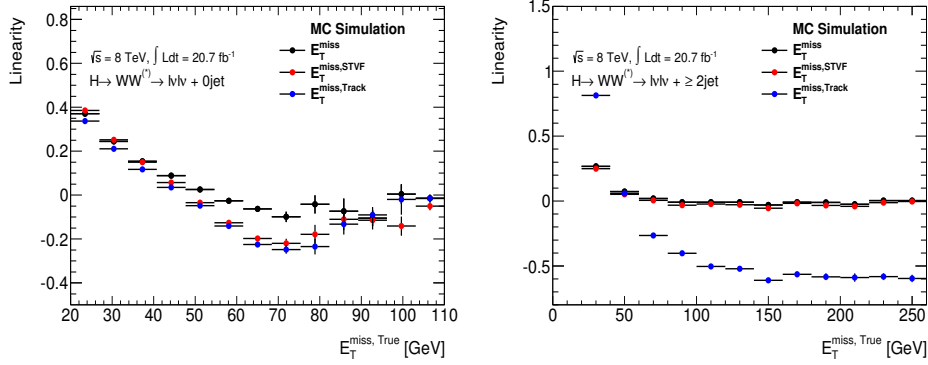 Linearity
0.8
0.6
0.4
0.2
0
-0.2
-0.4
MC Simulation
√s = 8 TeV, ∫ Ldt = 20.7 fb⁻¹
H→ WW⁽*⁾→ lνlν + 0jet
E_T^miss
E_T^miss,STVF
E_T^miss,Track
20 30 40 50 60 70 80 90 100 110
E_T^miss, True [GeV]
Linearity
1.5
1
0.5
0
-0.5
MC Simulation
√s = 8 TeV, ∫ Ldt = 20.7 fb⁻¹
H→ WW⁽*⁾→ lνlν + ≥ 2jet
E_T^miss
E_T^miss,STVF
E_T^miss,Track
0 50 100 150 200 250
E_T^miss, True [GeV]